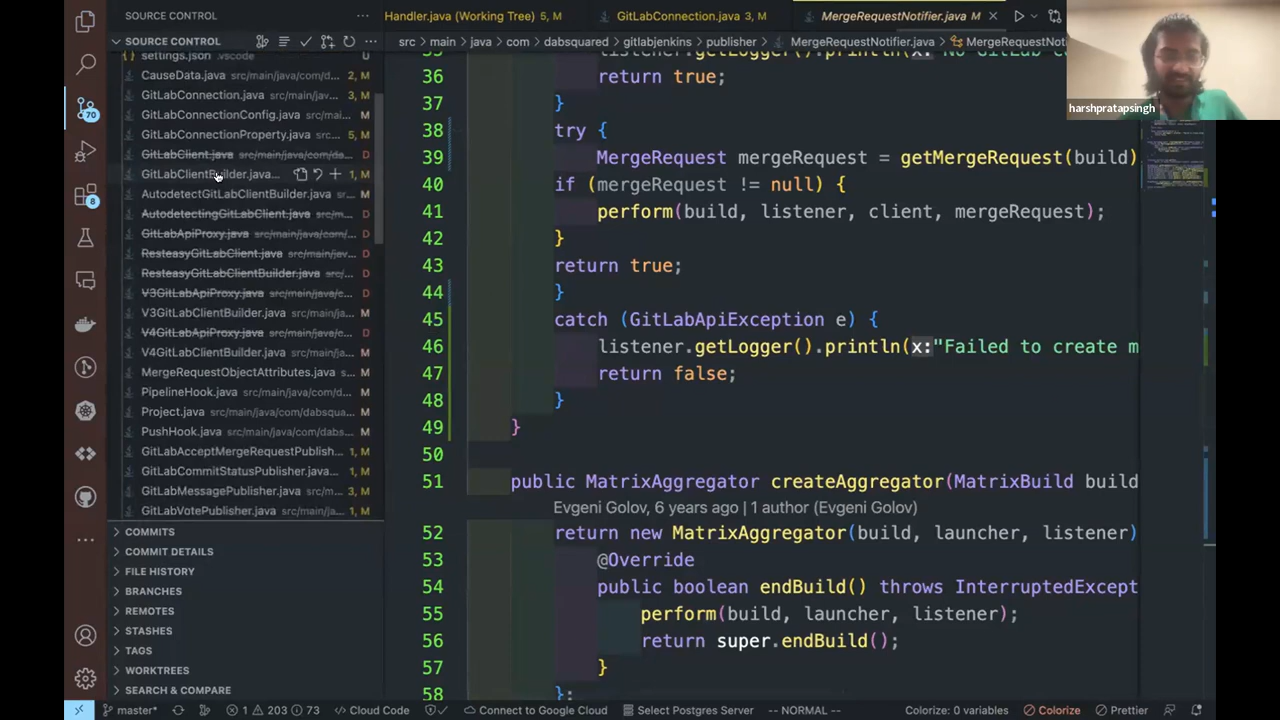 SOURCE CONTROL ...
SOURCE CONTROL
settings.json .vscode U
CauseData.java src/main/java/com/d... 2, M
GitLabConnection.java src/main/jav... 3, M
GitLabConnectionConfig.java src/mai... M
GitLabConnectionProperty.java src... 5, M
GitLabClient.java src/main/java/com/da... D
GitLabClientBuilder.java... 1, M
AutodetectGitLabClientBuilder.java src... M
AutodetectingGitLabClient.java src/m... D
GitLabApiProxy.java src/main/java/com/... D
ResteasyGitLabClient.java src/main/jav... D
ResteasyGitLabClientBuilder.java src/... D
V3GitLabApiProxy.java src/main/java/c... D
V3GitLabClientBuilder.java src/main/jav... M
V4GitLabApiProxy.java src/main/java/c... D
V4GitLabClientBuilder.java src/main/jav... M
MergeRequestObjectAttributes.java src/... M
PipelineHook.java src/main/java/com/d... M
Project.java src/main/java/com/dabsqua... M
PushHook.java src/main/java/com/dabs... M
GitLabAcceptMergeRequestPublish... 1, M
GitLabCommitStatusPublisher.java... 1, M
GitLabMessagePublisher.java src/m... 3, M
GitLabVotePublisher.java src/main/ja... 1, M
COMMITS
COMMIT DETAILS
FILE HISTORY
BRANCHES
REMOTES
STASHES
TAGS
WORKTREES
SEARCH & COMPARE
70
8
Handler.java (Working Tree) 5, M
GitLabConnection.java 3, M
MergeRequestNotifier.java M
src > main > java > com > dabsquared > gitlabjenkins > publisher > MergeRequestNotifier.java > MergeRequestNoti
36 return true;
37 }
38 try {
39 MergeRequest mergeRequest = getMergeRequest(build)
40 if (mergeRequest != null) {
41 perform(build, listener, client, mergeRequest);
42 }
43 return true;
44 }
45 catch (GitLabApiException e) {
46 listener.getLogger().println(x:"Failed to create m
47 return false;
48 }
49 }
50
51 public MatrixAggregator createAggregator(MatrixBuild build
Evgeni Golov, 6 years ago | 1 author (Evgeni Golov)
52 return new MatrixAggregator(build, launcher, listener)
53 @Override
54 public boolean endBuild() throws InterruptedExcept
55 perform(build, launcher, listener);
56 return super.endBuild();
57 }
58 };
harshpratapsingh
master* 1 203 73 Cloud Code Connect to Google Cloud Select Postgres Server -- NORMAL -- Colorize: 0 variables Colorize Prettier